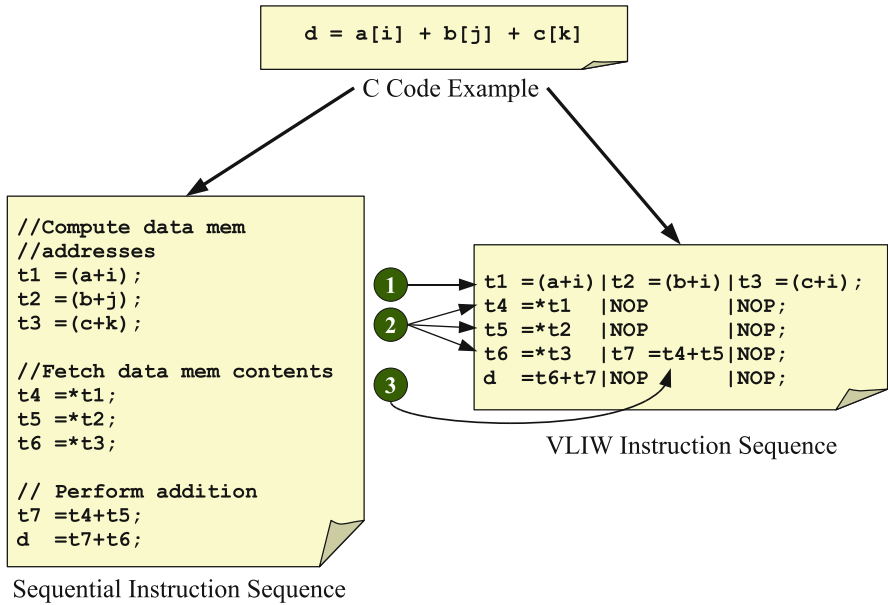 d = a[i] + b[j] + c[k]
C Code Example
//Compute data mem
//addresses
t1 =(a+i);
t2 =(b+j);
t3 =(c+k);
//Fetch data mem contents
t4 =*t1;
t5 =*t2;
t6 =*t3;
// Perform addition
t7 =t4+t5;
d  =t7+t6;
Sequential Instruction Sequence
1
2
3
t1 =(a+i)|t2 =(b+i)|t3 =(c+i);
t4 =*t1  |NOP      |NOP;
t5 =*t2  |NOP      |NOP;
t6 =*t3  |t7 =t4+t5|NOP;
d  =t6+t7|NOP      |NOP;
VLIW Instruction Sequence